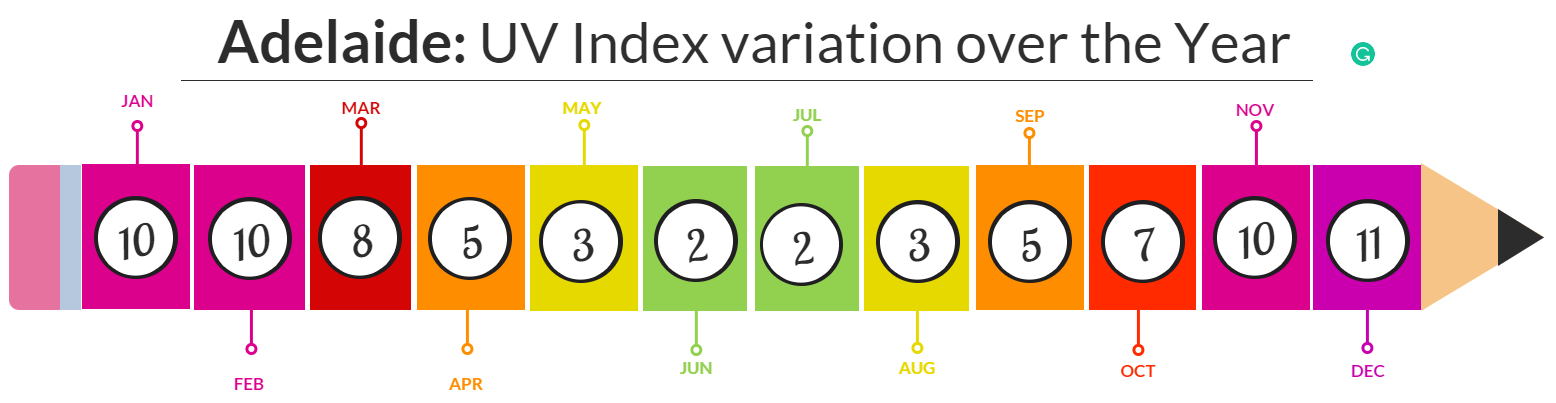 Adelaide: UV Index variation over the Year
JAN MAR MAY JUL SEP NOV
10 10 8 5 3 2 2 3 5 7 10 11
FEB APR JUN AUG OCT DEC